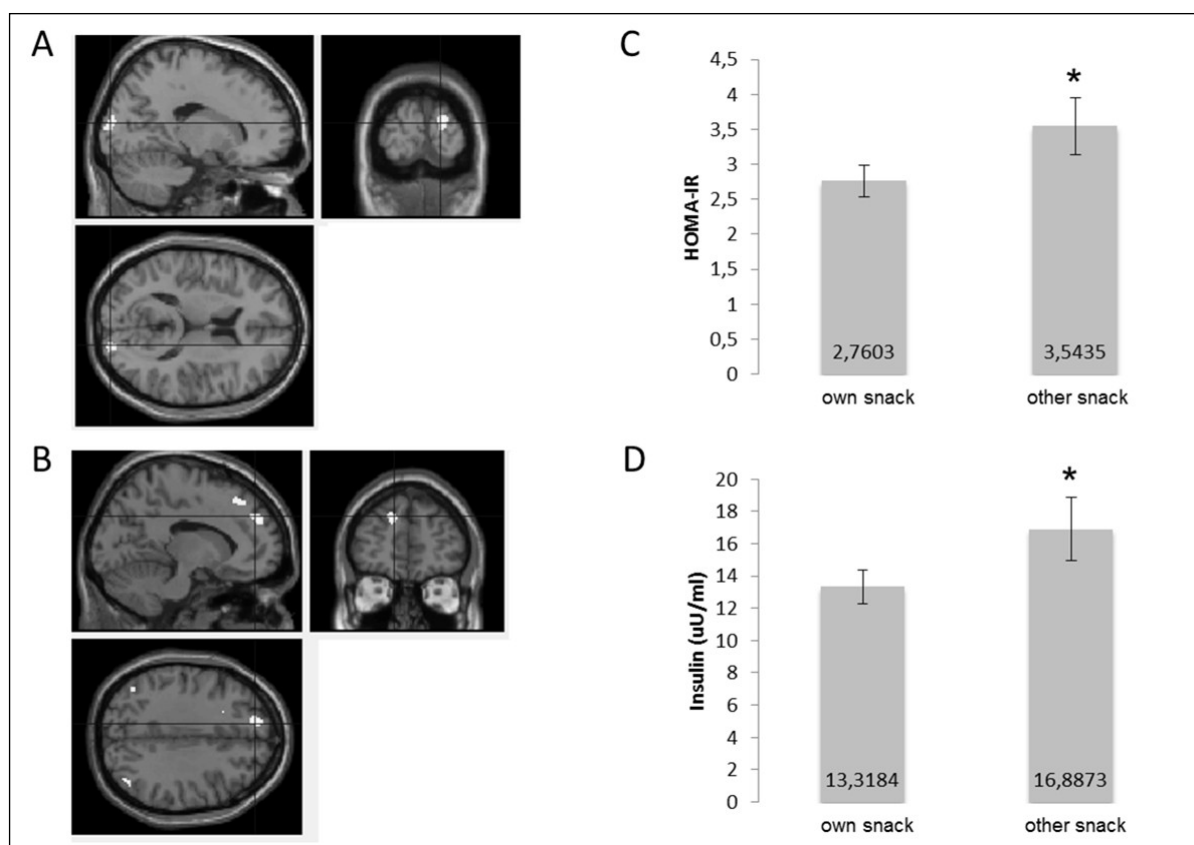 A
B
C
HOMA-IR
4,5
4
3,5
3
2,5
2
1,5
1
0,5
0
*
2,7603
3,5435
own snack
other snack
D
Insulin (uU/ml)
20
18
16
14
12
10
8
6
4
2
0
*
13,3184
16,8873
own snack
other snack